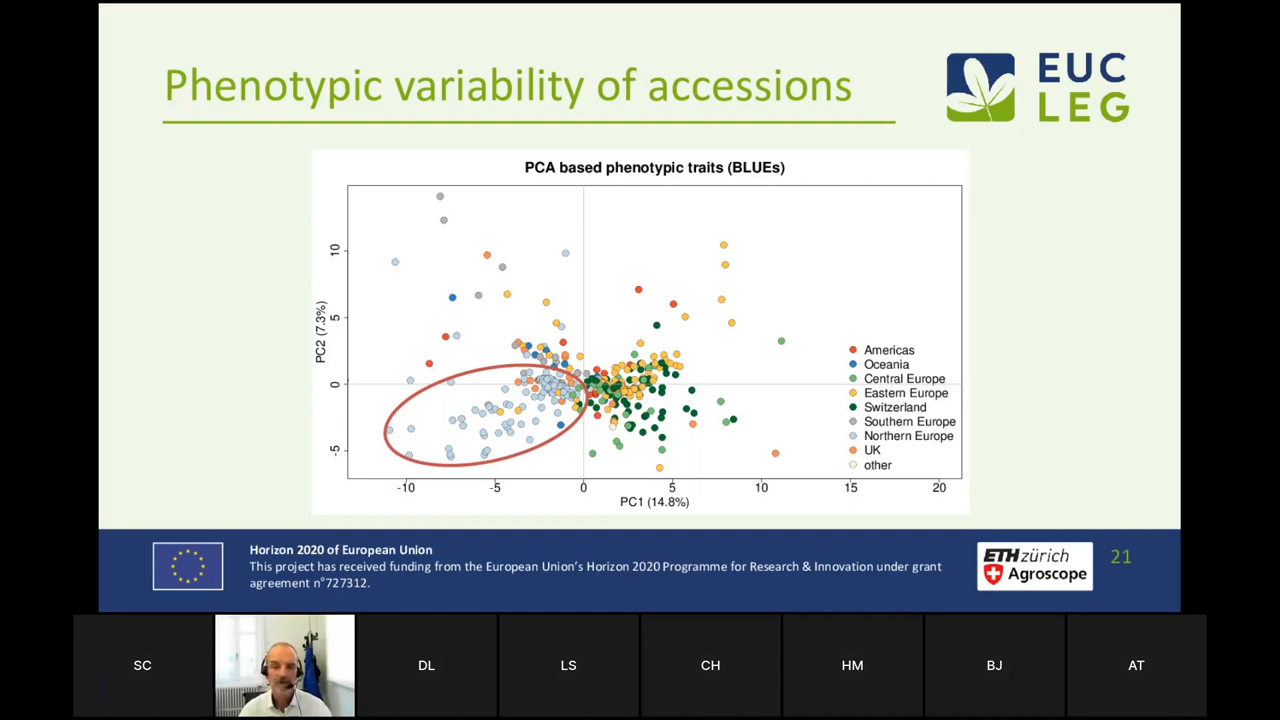 Phenotypic variability of accessions
EUC
LEG
PCA based phenotypic traits (BLUEs)
PC2 (7.3%)
10
5
0
-5
Americas
Oceania
Central Europe
Eastern Europe
Switzerland
Southern Europe
Northern Europe
UK
other
-10
-5
0
5
10
15
20
PC1 (14.8%)
Horizon 2020 of European Union
This project has received funding from the European Union's Horizon 2020 Programme for Research & Innovation under grant
agreement n°727312.
ETH zürich
Agroscope
21
SC
DL
LS
CH
HM
BJ
AT